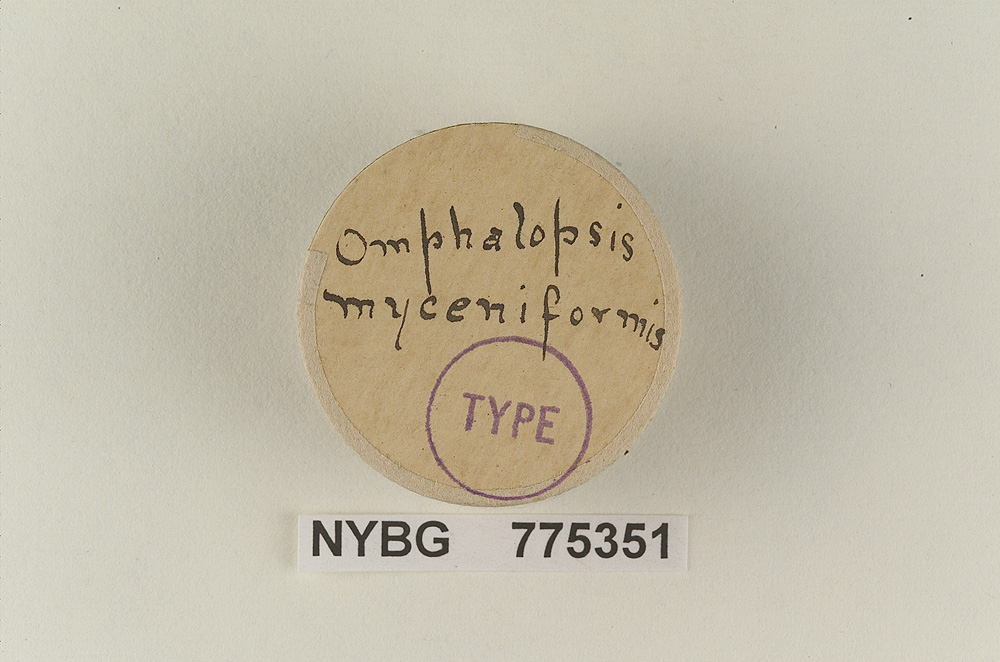 Omphalopsis
myceniformis
TYPE
NYBG 775351